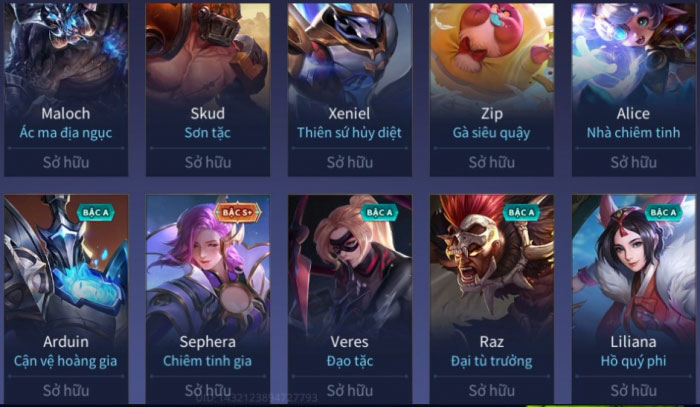 Maloch
Ác ma địa ngục
Sở hữu
Skud
Sơn tặc
Sở hữu
Xeniel
Thiên sứ hủy diệt
Sở hữu
Zip
Gà siêu quậy
Sở hữu
Alice
Nhà chiêm tinh
Sở hữu
BẬC A
Arduin
Cận vệ hoàng gia
Sở hữu
BẬC S+
Sephera
Chiêm tinh gia
Sở hữu
BẬC A
Veres
Đạo tặc
Sở hữu
BẬC A
Raz
Đại tù trưởng
Sở hữu
BẬC A
Liliana
Hồ quý phi
Sở hữu